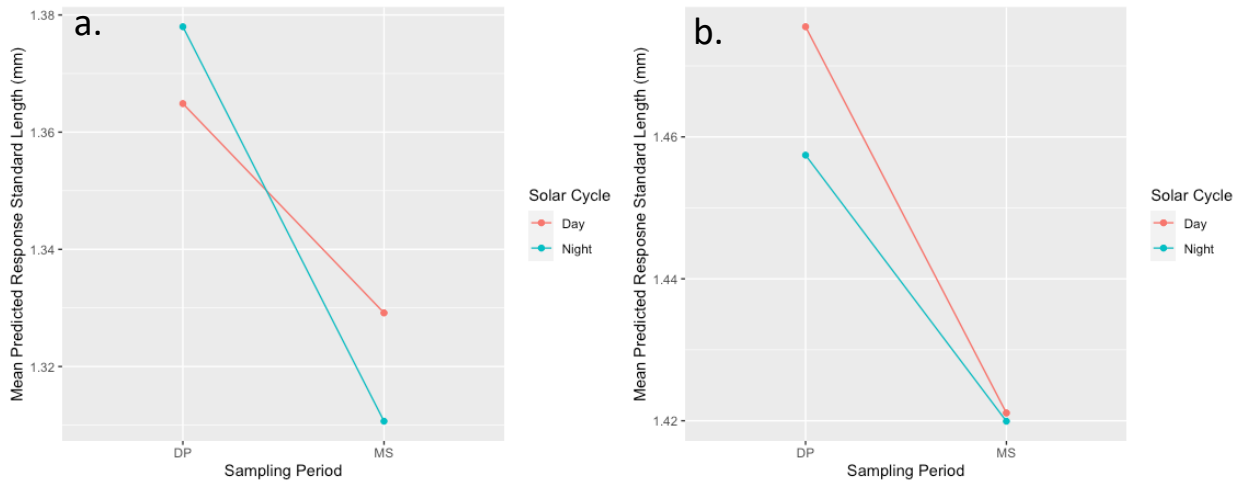 a.
Mean Predicted Response Standard Length (mm)
1.38
1.36
1.34
1.32
DP
MS
Sampling Period
Solar Cycle
Day
Night
b.
Mean Predicted Resposne Standard Length (mm)
1.46
1.44
1.42
DP
MS
Sampling Period
Solar Cycle
Day
Night